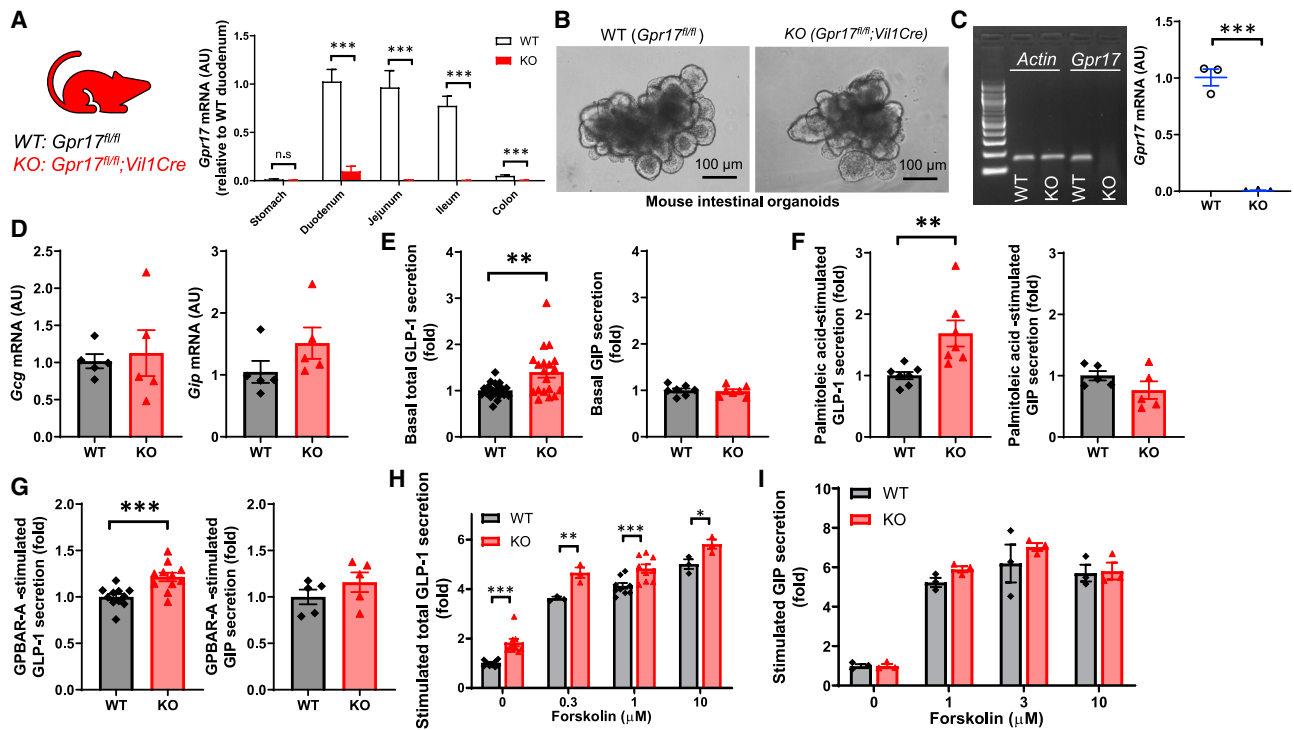 A
WT: Gpr17fl/fl
KO: Gpr17fl/fl;Vil1Cre
Gpr17 mRNA (AU)
(relative to WT duodenum)
1.5
1.0
0.5
0.0
n.s
***
***
***
***
WT
KO
Stomach
Duodenum
Jejunum
Ileum
Colon
B
WT (Gpr17fl/fl)
KO (Gpr17fl/fl;Vil1Cre)
100 µm
100 µm
Mouse intestinal organoids
C
Actin Gpr17
WT
KO
WT
KO
Gpr17 mRNA (AU)
1.5
1.0
0.5
0.0
***
WT KO
D
Gcg mRNA (AU)
2.5
2.0
1.5
1.0
0.5
0.0
WT KO
Gip mRNA (AU)
3
2
1
0
WT KO
E
Basal total GLP-1 secretion
(fold)
4
3
2
1
0
**
WT KO
Basal GIP secretion
(fold)
3
2
1
0
WT KO
F
Palmitoleic acid-stimulated
GLP-1 secretion (fold)
3
2
1
0
**
WT KO
Palmitoleic acid -stimulated
GIP secretion (fold)
3
2
1
0
WT KO
G
GPBAR-A -stimulated
GLP-1 secretion (fold)
2.0
1.5
1.0
0.5
0.0
***
WT KO
GPBAR-A -stimulated
GIP secretion (fold)
2.0
1.5
1.0
0.5
0.0
WT KO
H
Stimulated total GLP-1 secretion
(fold)
6
4
2
0
WT
KO
***
**
***
*
0 0.3 1 10
Forskolin (µM)
I
Stimulated GIP secretion
(fold)
10
8
6
4
2
0
WT
KO
0 1 3 10
Forskolin (µM)